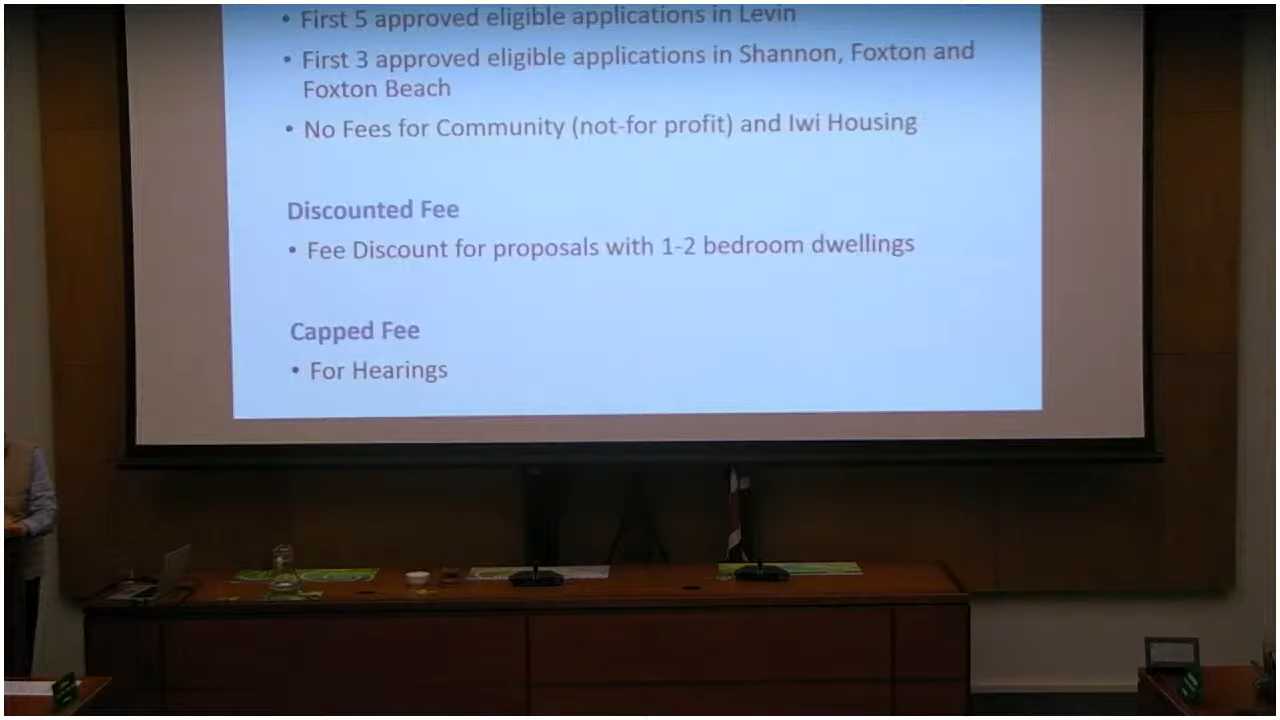 • First 5 approved eligible applications in Levin
• First 3 approved eligible applications in Shannon, Foxton and
Foxton Beach
• No Fees for Community (not-for profit) and Iwi Housing
Discounted Fee
• Fee Discount for proposals with 1-2 bedroom dwellings
Capped Fee
• For Hearings